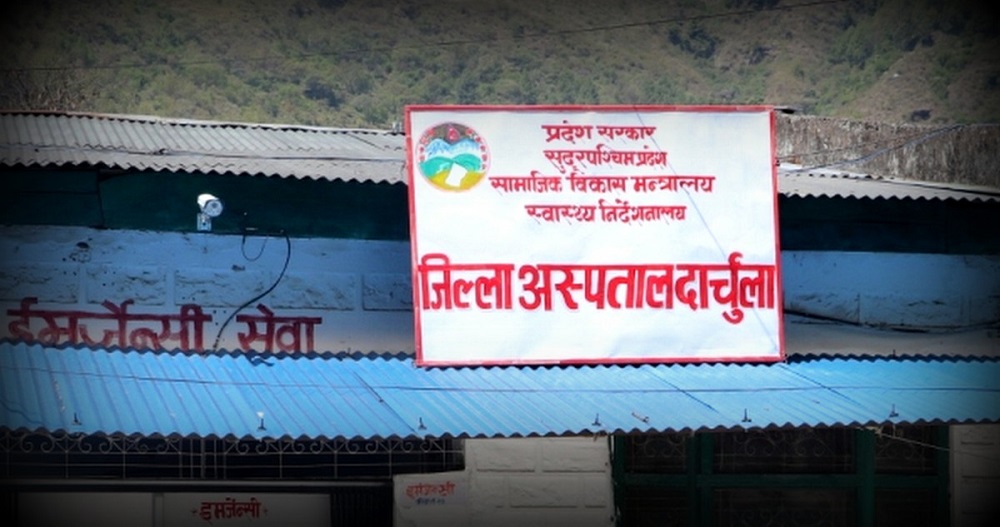 प्रदेश सरकार
सुदूरपश्चिम प्रदेश
सामाजिक विकास मन्त्रालय
स्वास्थ्य निर्देशनालय
जिल्ला अस्पताल दार्चुला
ईमर्जेन्सी सेवा
इमर्जेन्सी
इमर्जेन्सी